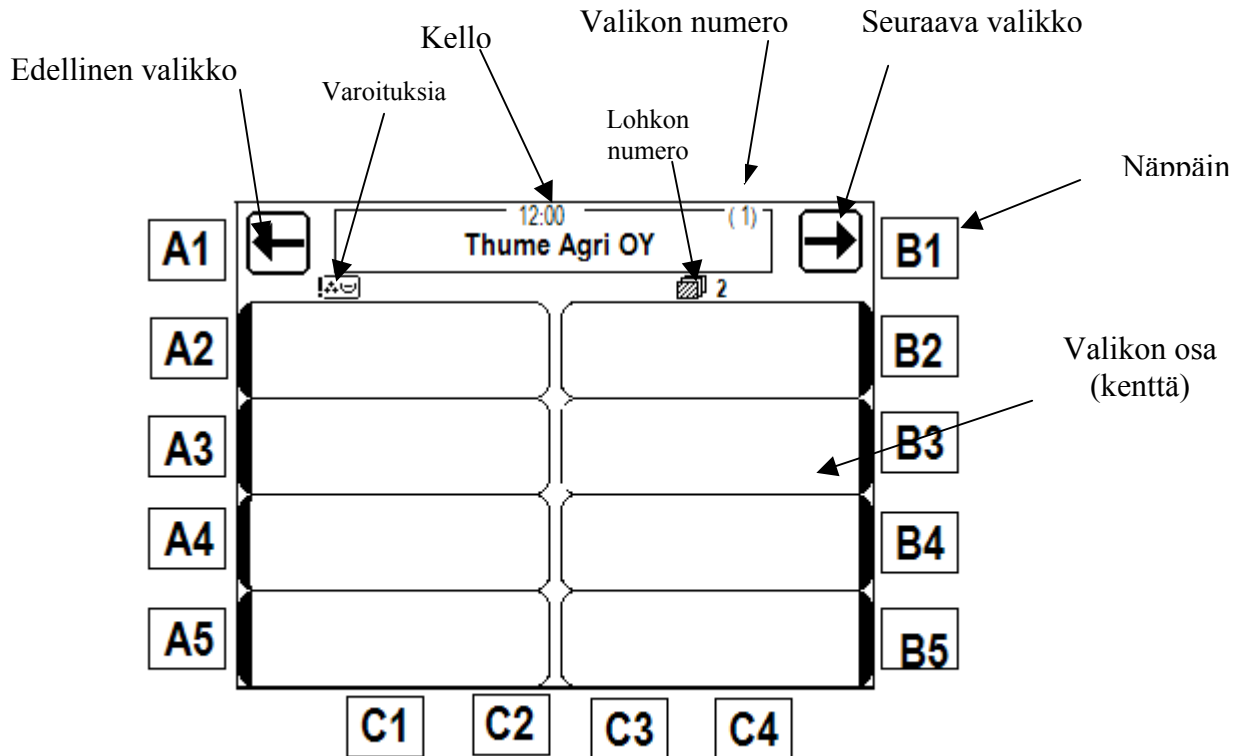 Valikon numero
Seuraava valikko
Kello
Edellinen valikko
Varoituksia
Lohkon
numero
Näppäin
12:00
( 1)
A1
Thume Agri OY
B1
! 2
A2
B2
Valikon osa
(kenttä)
A3
B3
A4
B4
A5
B5
C1
C2
C3
C4